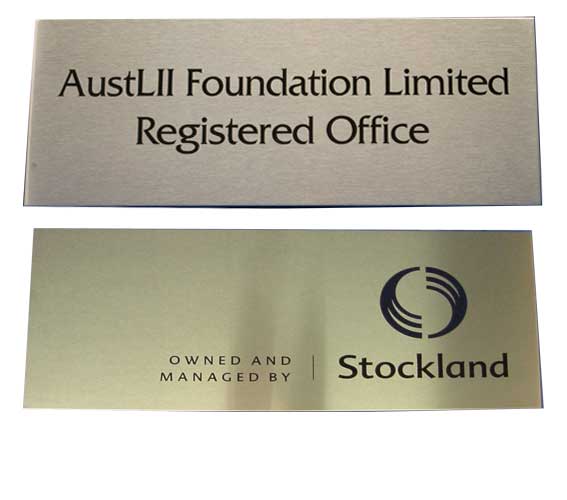 AustLII Foundation Limited
Registered Office
OWNED AND
MANAGED BY
Stockland